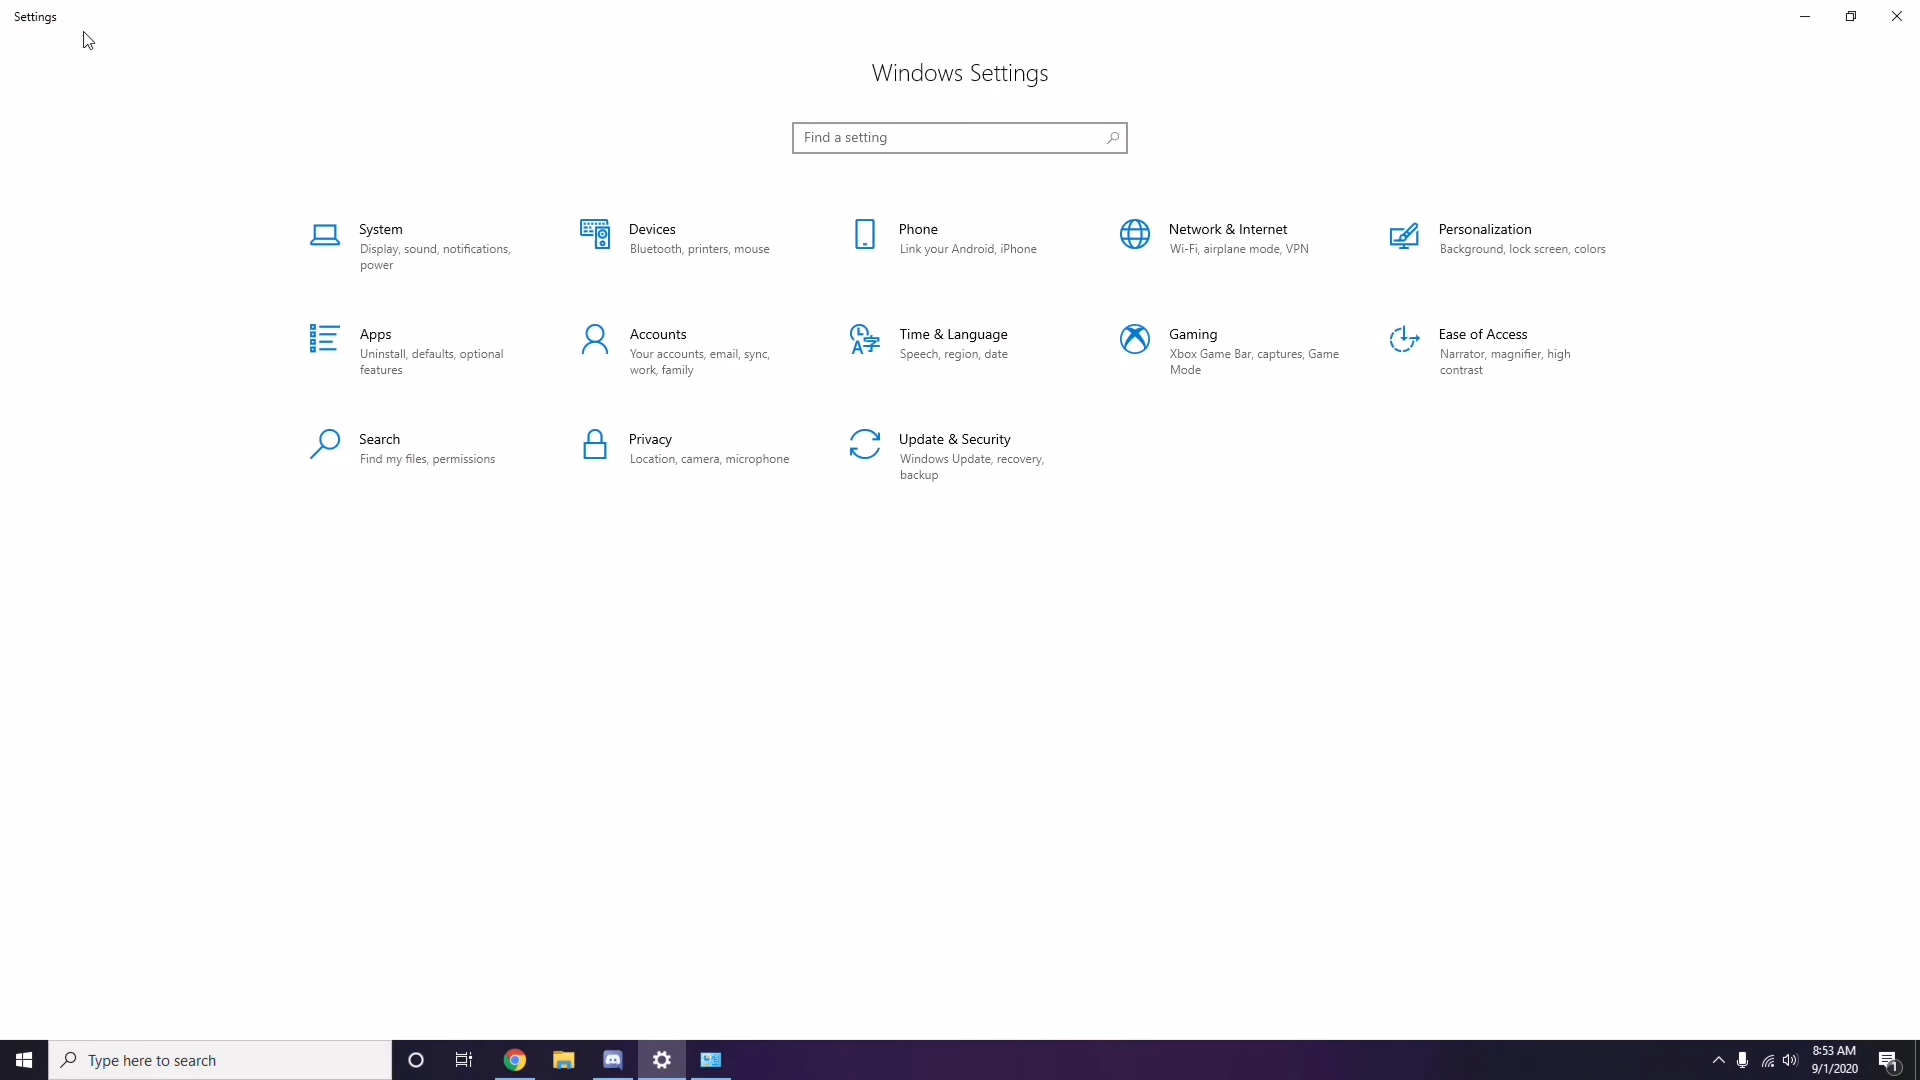 Settings
Windows Settings
Find a setting
System
Display, sound, notifications,
power
Devices
Bluetooth, printers, mouse
Phone
Link your Android, iPhone
Network & Internet
Wi-Fi, airplane mode, VPN
Personalization
Background, lock screen, colors
Apps
Uninstall, defaults, optional
features
Accounts
Your accounts, email, sync,
work, family
Time & Language
Speech, region, date
Gaming
Xbox Game Bar, captures, Game
Mode
Ease of Access
Narrator, magnifier, high
contrast
Search
Find my files, permissions
Privacy
Location, camera, microphone
Update & Security
Windows Update, recovery,
backup
Type here to search
8:53 AM
9/1/2020
1